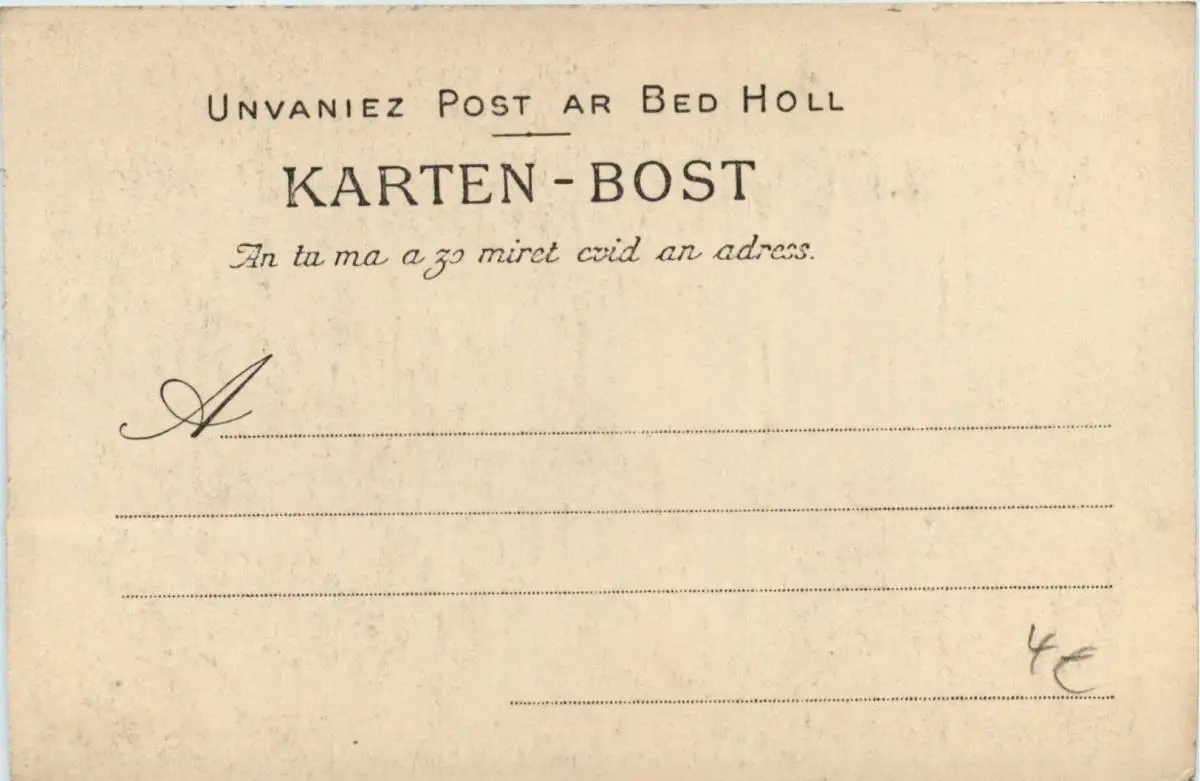 UNVANIEZ POST AR BED HOLL
KARTEN-BOST
An tu ma a zo miret evid an adress.
A
4€